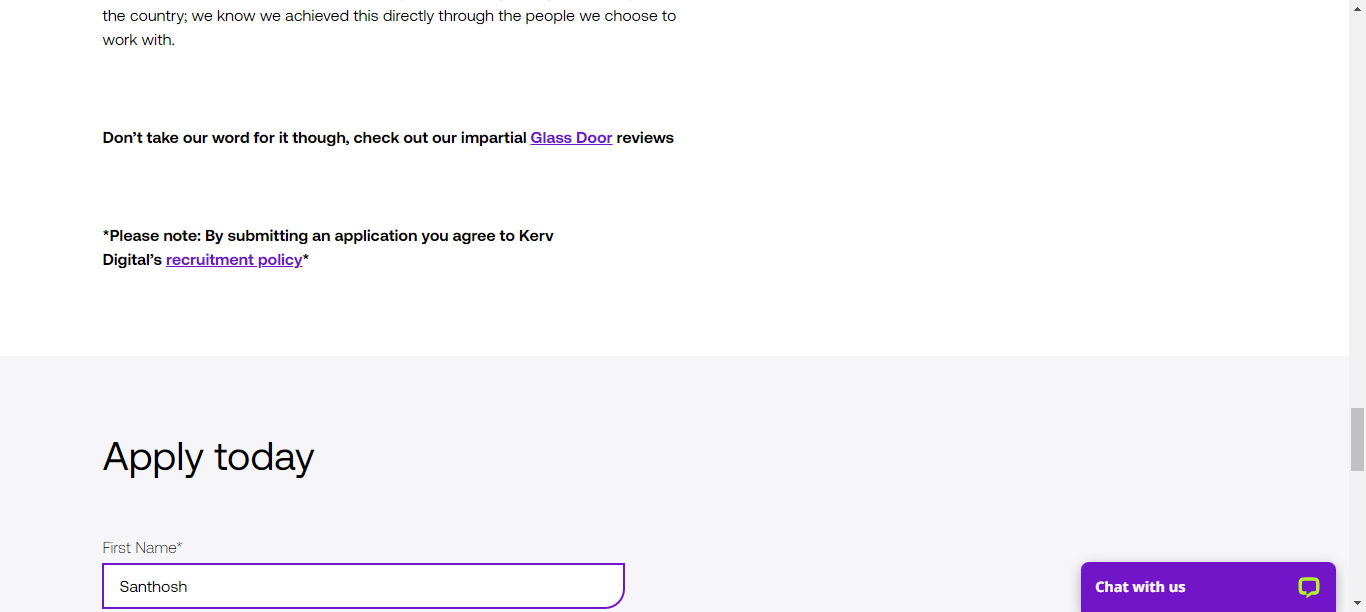 the country; we know we achieved this directly through the people we choose to
work with.
Don’t take our word for it though, check out our impartial Glass Door reviews
*Please note: By submitting an application you agree to Kerv
Digital’s recruitment policy*
Apply today
First Name*
Santhosh
Chat with us